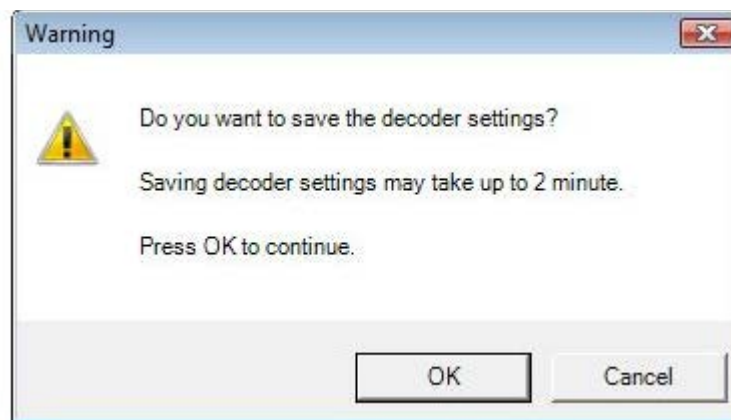 Warning
Do you want to save the decoder settings?
Saving decoder settings may take up to 2 minute.
Press OK to continue.
OK
Cancel